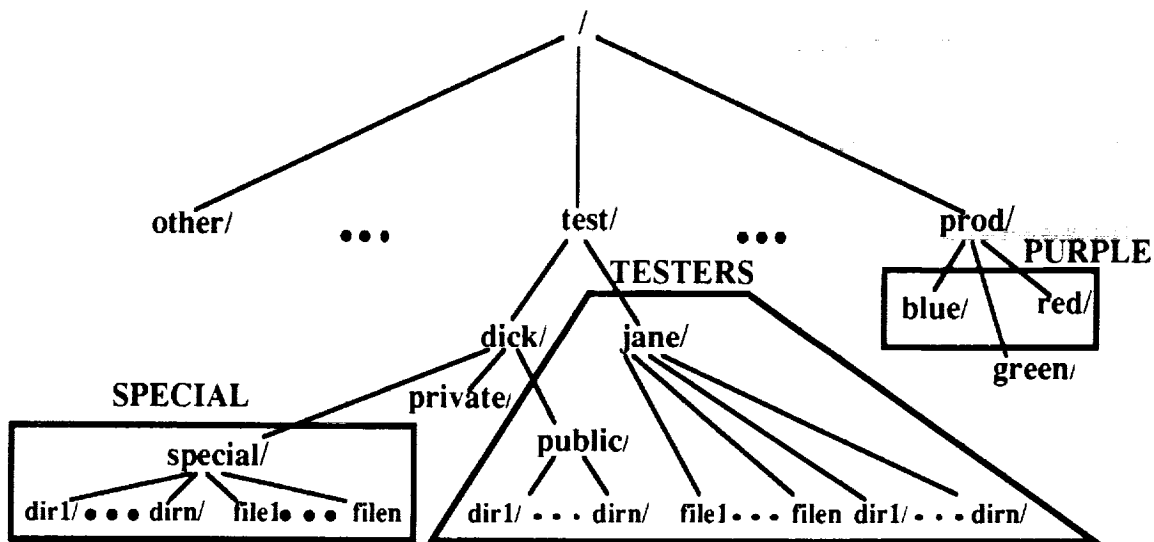 /
other/ ••• test/ ••• prod/
PURPLE
TESTERS
blue/ red/
dick/ jane/
green/
SPECIAL
private/
public/
special/
dir1/ ••• dirn/ file1 ••• filen
dir1/ ... dirn/ file1 ... filen dir1/ ... dirn/